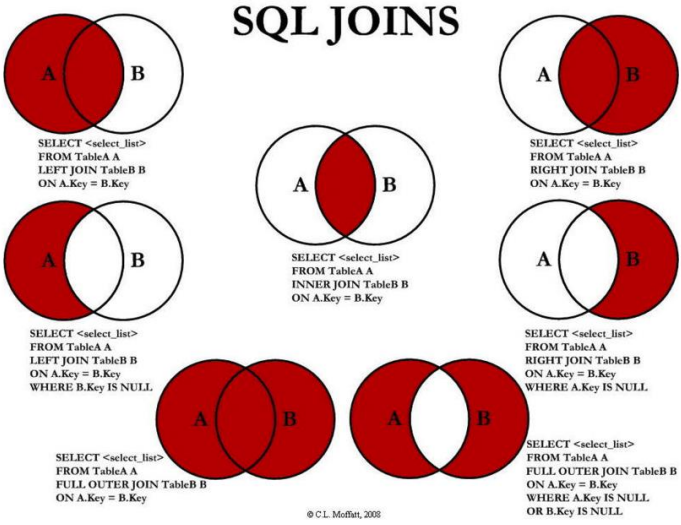 SQL JOINS
A B
SELECT <select_list>
FROM TableA A
LEFT JOIN TableB B
ON A.Key = B.Key
A B
SELECT <select_list>
FROM TableA A
RIGHT JOIN TableB B
ON A.Key = B.Key
A B
SELECT <select_list>
FROM TableA A
INNER JOIN TableB B
ON A.Key = B.Key
A B
SELECT <select_list>
FROM TableA A
LEFT JOIN TableB B
ON A.Key = B.Key
WHERE B.Key IS NULL
A B
SELECT <select_list>
FROM TableA A
RIGHT JOIN TableB B
ON A.Key = B.Key
WHERE A.Key IS NULL
A B
SELECT <select_list>
FROM TableA A
FULL OUTER JOIN TableB B
ON A.Key = B.Key
A B
SELECT <select_list>
FROM TableA A
FULL OUTER JOIN TableB B
ON A.Key = B.Key
WHERE A.Key IS NULL
OR B.Key IS NULL
© C.L. Moffatt, 2008